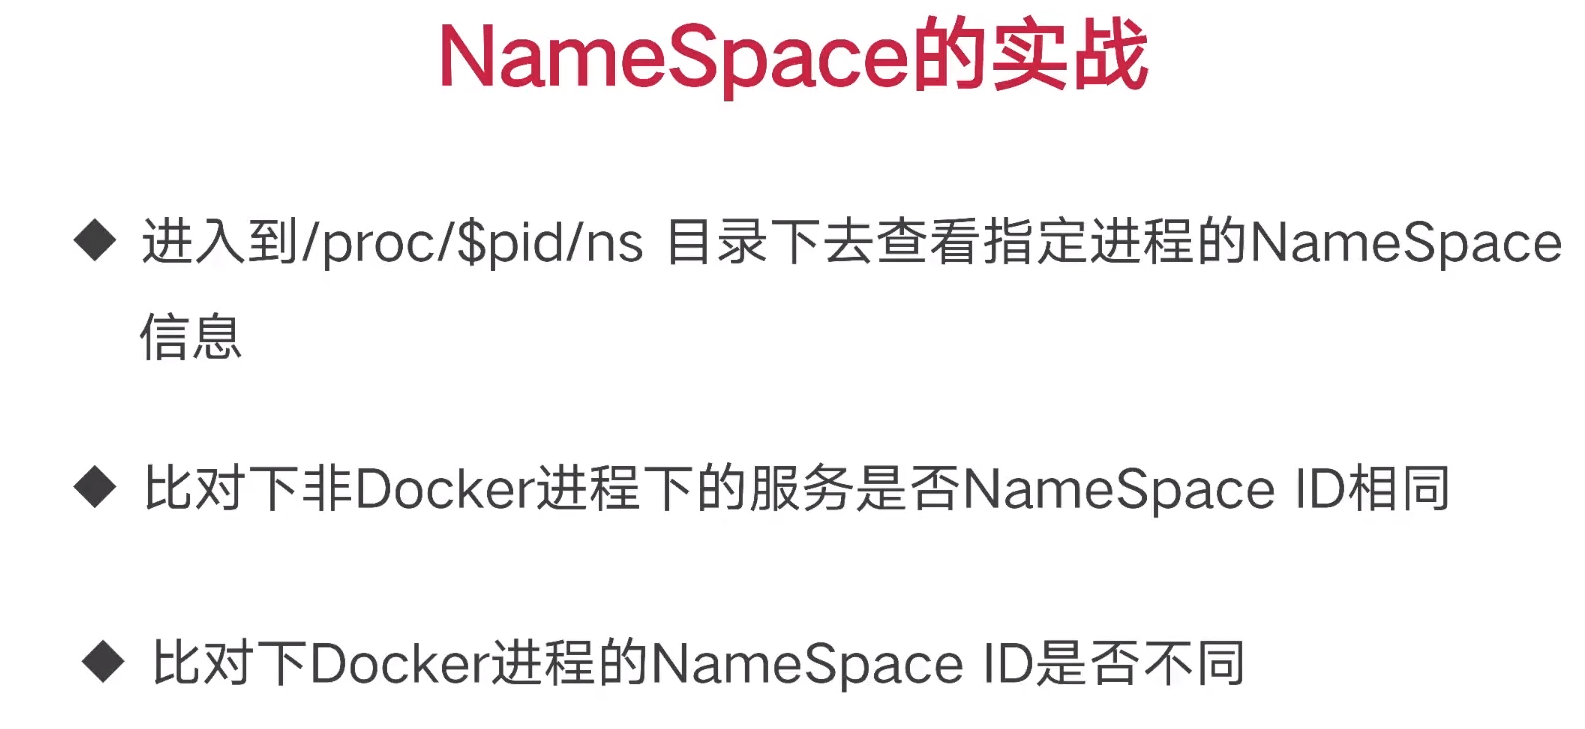 NameSpace的实战
◆ 进入到/proc/$pid/ns 目录下去查看指定进程的NameSpace
信息
◆ 比对下非Docker进程下的服务是否NameSpace ID相同
◆ 比对下Docker进程的NameSpace ID是否不同